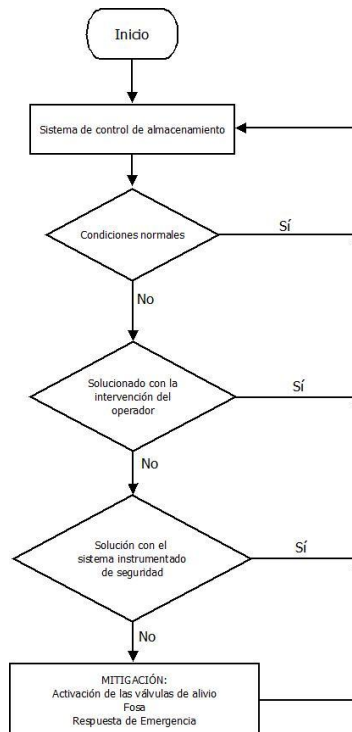 Inicio
Sistema de control de almacenamiento
Condiciones normales
Sí
No
Solucionado con la
intervención del
operador
Sí
No
Solución con el
sistema instrumentado
de seguridad
Sí
No
MITIGACIÓN:
Activación de las válvulas de alivio
Fosa
Respuesta de Emergencia